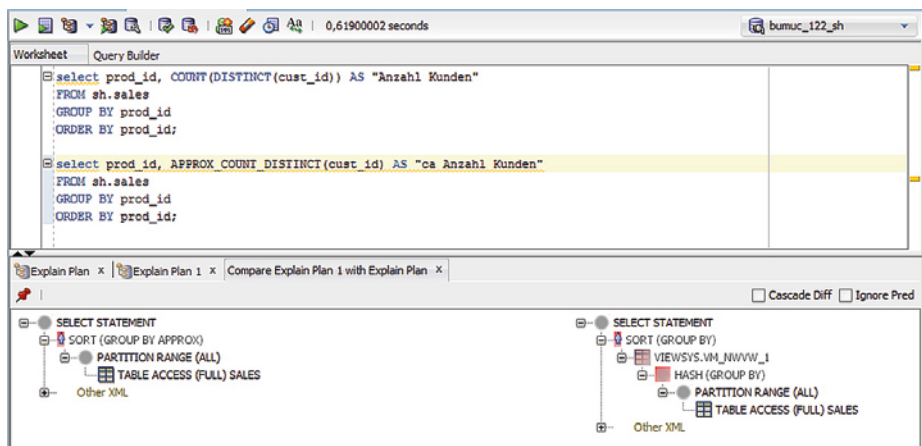 0,61900002 seconds
bumuc_122_sh
Worksheet Query Builder
select prod_id, COUNT(DISTINCT(cust_id)) AS "Anzahl Kunden"
FROM sh.sales
GROUP BY prod_id
ORDER BY prod_id;
select prod_id, APPROX_COUNT_DISTINCT(cust_id) AS "ca Anzahl Kunden"
FROM sh.sales
GROUP BY prod_id
ORDER BY prod_id;
Explain Plan x Explain Plan 1 x Compare Explain Plan 1 with Explain Plan x
Cascade Diff Ignore Pred
SELECT STATEMENT
SORT (GROUP BY APPROX)
PARTITION RANGE (ALL)
TABLE ACCESS (FULL) SALES
Other XML
SELECT STATEMENT
SORT (GROUP BY)
VIEWSYS.VM_NWVW_1
HASH (GROUP BY)
PARTITION RANGE (ALL)
TABLE ACCESS (FULL) SALES
Other XML